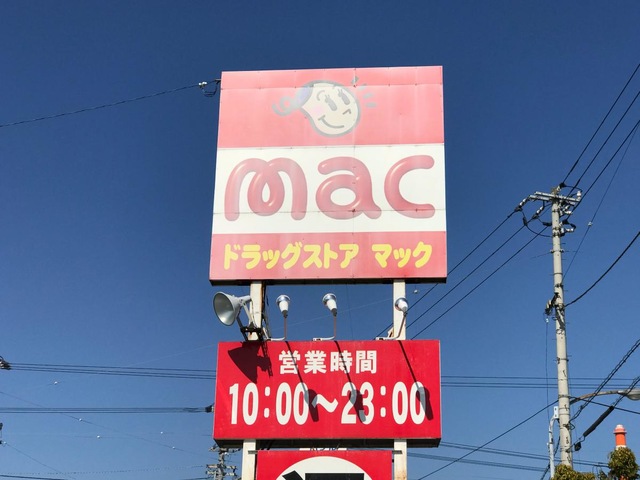 mac
ドラッグストア マック
営業時間
10:00〜23:00